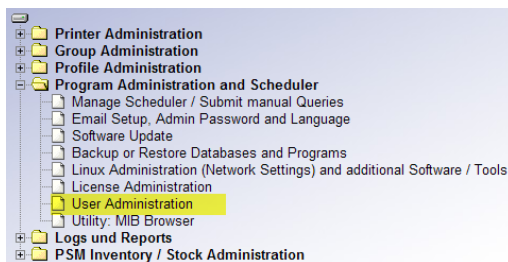 Printer Administration
Group Administration
Profile Administration
Program Administration and Scheduler
Manage Scheduler / Submit manual Queries
Email Setup, Admin Password and Language
Software Update
Backup or Restore Databases and Programs
Linux Administration (Network Settings) and additional Software / Tools
License Administration
User Administration
Utility: MIB Browser
Logs und Reports
PSM Inventory / Stock Administration